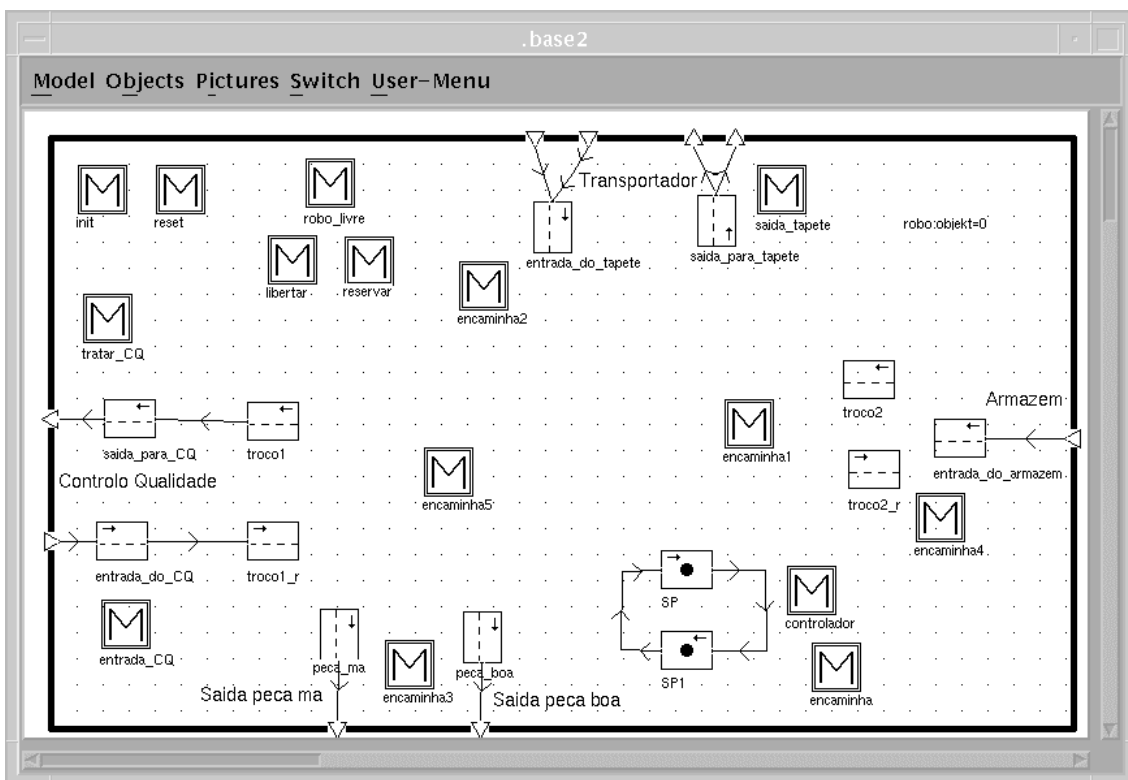 .base2
Model Objects Pictures Switch User-Menu
init
reset
robo_livre
Transportador
saida_tapete
robo:objekt=0
entrada_do_tapete
saida_para_tapete
libertar
reservar
encaminha2
tratar_CQ
troco2
Armazem
saida_para_CQ
troco1
encaminha1
entrada_do_armazem
Controlo Qualidade
encaminha5
troco2_r
encaminha4
entrada_do_CQ
troco1_r
SP
controlador
entrada_CQ
peca_ma
peca_boa
SP1
Saida peca ma
encaminha3
Saida peca boa
encaminha